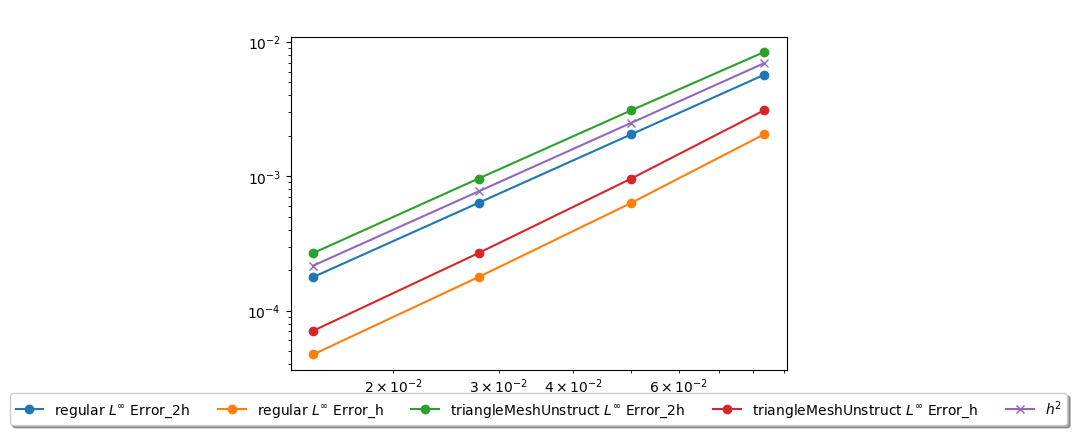 10⁻²
10⁻³
10⁻⁴
2 × 10⁻² 3 × 10⁻² 4 × 10⁻² 6 × 10⁻²
regular L∞ Error_2h regular L∞ Error_h triangleMeshUnstruct L∞ Error_2h triangleMeshUnstruct L∞ Error_h h²